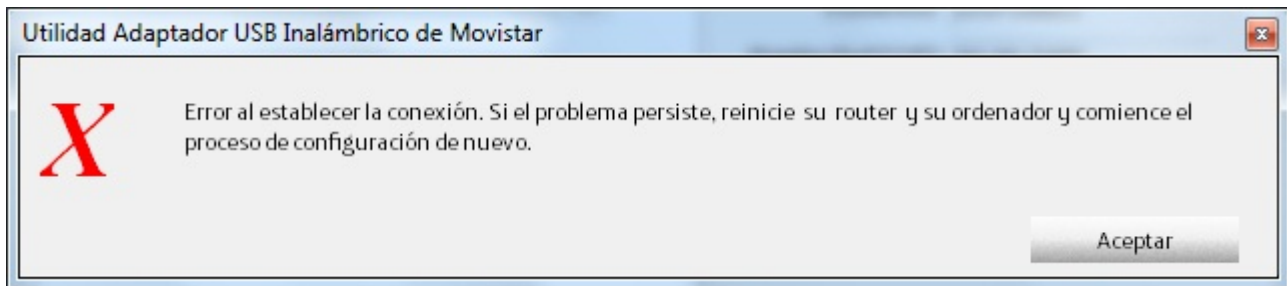 Utilidad Adaptador USB Inalámbrico de Movistar
Error al establecer la conexión. Si el problema persiste, reinicie su router y su ordenador y comience el
proceso de configuración de nuevo.
Aceptar